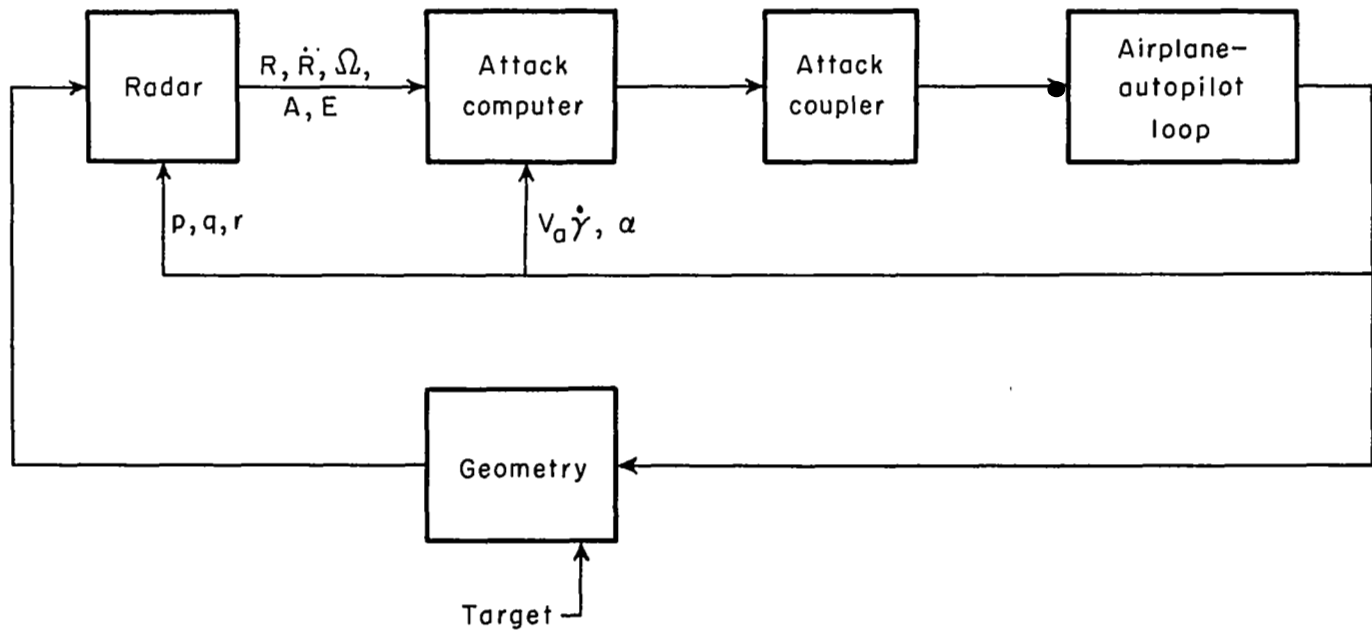 Radar
R, Ṙ, Ω,
A, E
Attack
computer
Attack
coupler
Airplane–
autopilot
loop
p, q, r
Vₐγ̇, α
Geometry
Target